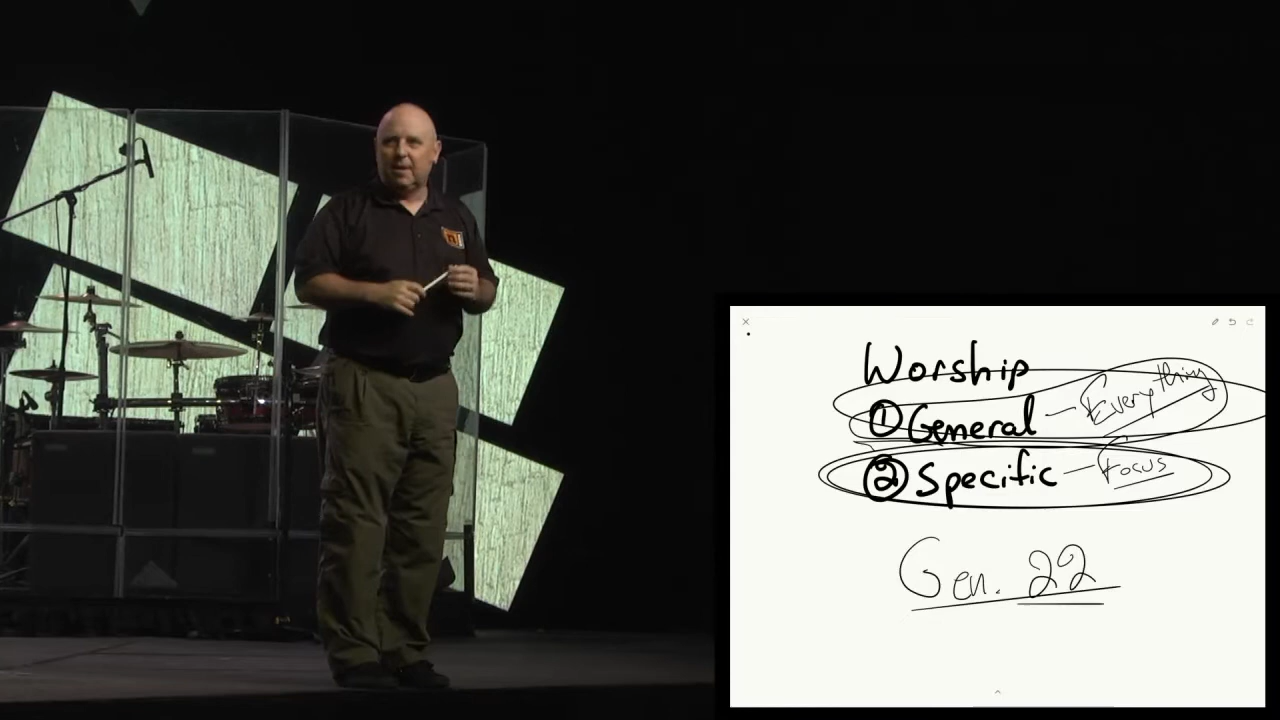 Worship
① General — Everything
② Specific — Focus
Gen. 22